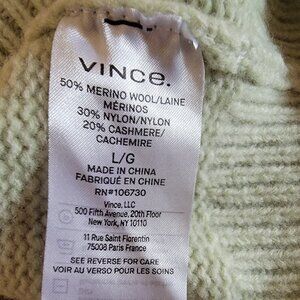 VINCE.
50% MERINO WOOL/LAINE
MÉRINOS
30% NYLON/NYLON
20% CASHMERE/
CACHEMIRE
L/G
MADE IN CHINA
FABRIQUÉ EN CHINE
RN#106730
Vince, LLC
500 Fifth Avenue, 20th Floor
New York, NY 10110
11 Rue Saint Florentin
75008 Paris France
SEE REVERSE FOR CARE
VOIR AU VERSO POUR LES SOINS